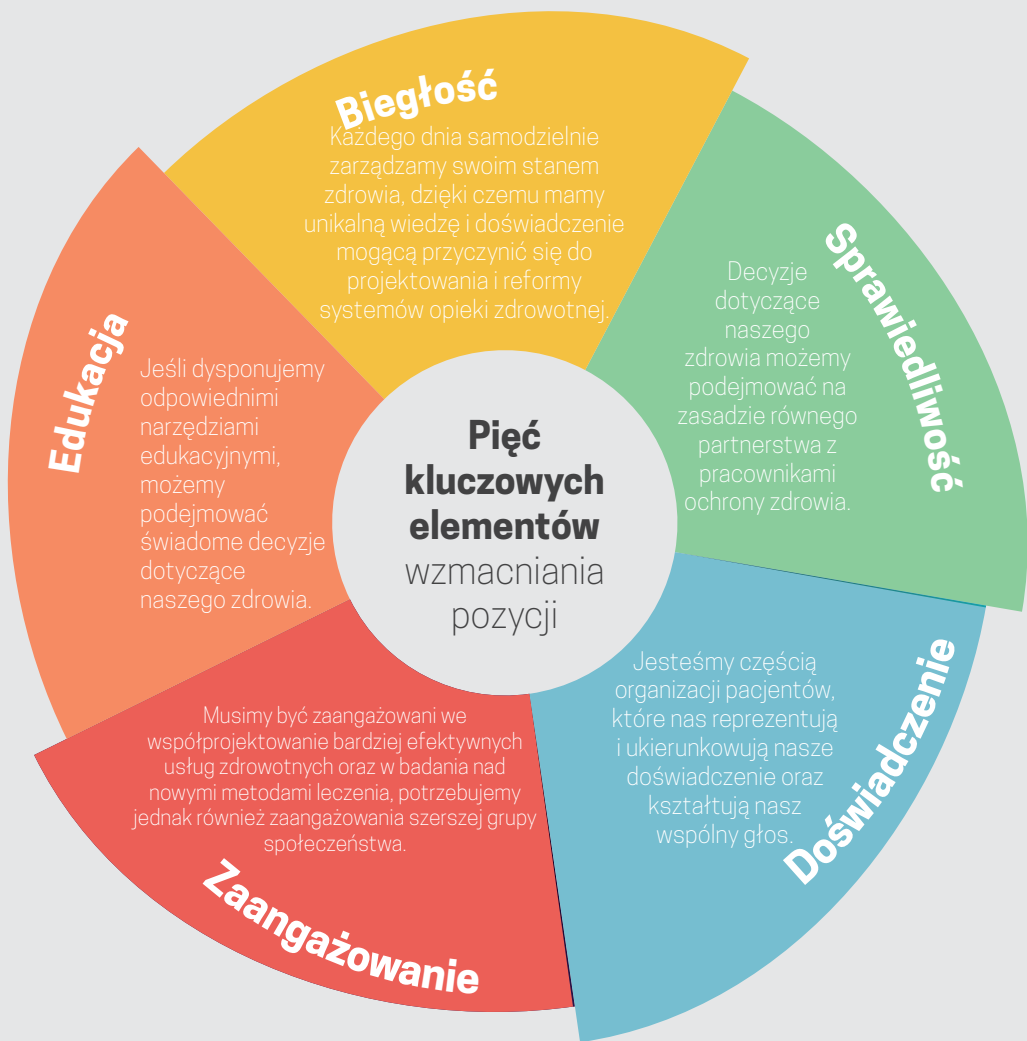 Pięć
kluczowych
elementów
wzmacniania
pozycji
Biegłość
Każdego dnia samodzielnie
zarządzamy swoim stanem
zdrowia, dzięki czemu mamy
unikalną wiedzę i doświadczenie
mogącą przyczynić się do
projektowania i reformy
systemów opieki zdrowotnej.
Sprawiedliwość
Decyzje
dotyczące
naszego
zdrowia możemy
podejmować na
zasadzie równego
partnerstwa z
pracownikami
ochrony zdrowia.
Doświadczenie
Jesteśmy częścią
organizacji pacjentów,
które nas reprezentują
i ukierunkowują nasze
doświadczenie oraz
kształtują nasz
wspólny głos.
Zaangażowanie
Musimy być zaangażowani we
współprojektowanie bardziej efektywnych
usług zdrowotnych oraz w badania nad
nowymi metodami leczenia, potrzebujemy
jednak również zaangażowania szerszej grupy
społeczeństwa.
Edukacja
Jeśli dysponujemy
odpowiednimi
narzędziami
edukacyjnymi,
możemy
podejmować
świadome decyzje
dotyczące
naszego zdrowia.